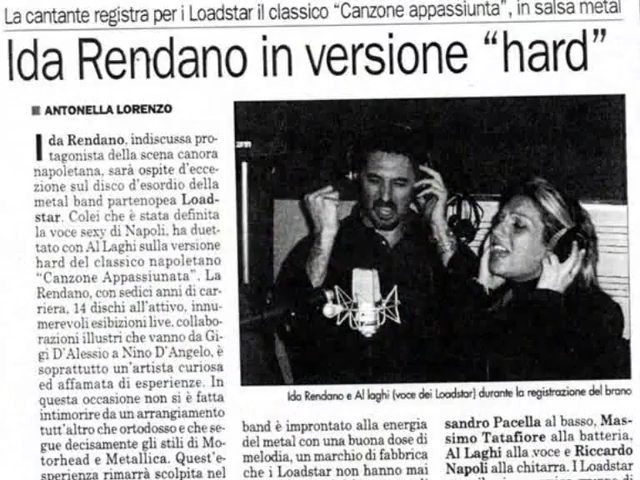 La cantante registra per i Loadstar il classico “Canzone appassiunta”, in salsa metal
Ida Rendano in versione “hard”
ANTONELLA LORENZO
Ida Rendano, indiscussa pro-
tagonista della scena canora
napoletana, sarà ospite d'ecce-
zione sul disco d'esordio della
metal band partenopea Load-
star. Colei che è stata definita
la voce sexy di Napoli, ha duet-
tato con Al Laghi sulla versione
hard del classico napoletano
“Canzone Appassiunata”. La
Rendano, con sedici anni di car-
riera, 14 dischi all'attivo, innu-
merevoli esibizioni live, collabo-
razioni illustri che vanno da Gi-
gi D'Alessio a Nino D'Angelo, è
soprattutto un'artista curiosa
ed affamata di esperienze. In
questa occasione non si è fatta
intimorire da un arrangiamento
tutt'altro che ortodosso e che se-
gue decisamente gli stili di Mo-
torhead e Metallica. Quest'e-
sperienza rimarrà scolpita nel
Ida Rendano e Al laghi (voce dei Loadstar) durante la registrazione del brano
band è improntato alla energia
del metal con una buona dose di
melodia, un marchio di fabbrica
che i Loadstar non hanno mai
sandro Pacella al basso, Mas-
simo Tatafiore alla batteria,
Al Laghi alla voce e Riccardo
Napoli alla chitarra. I Loadstar